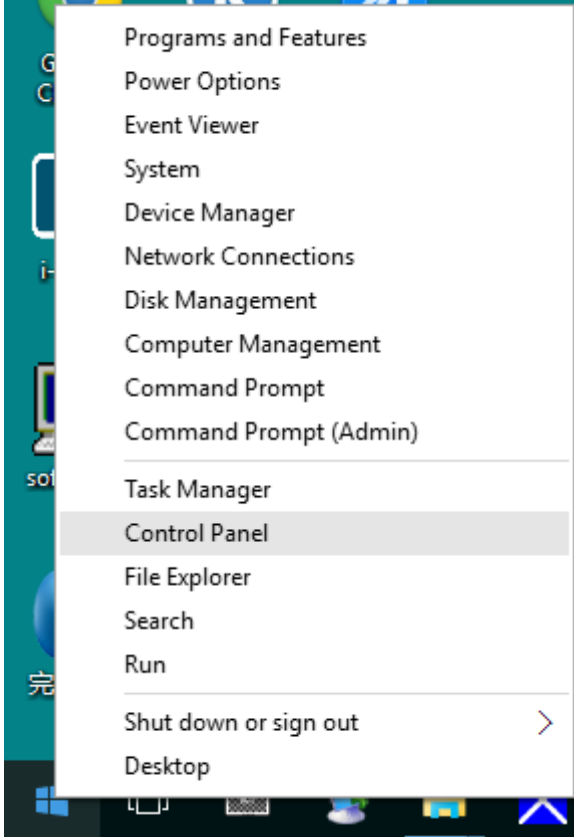 Programs and Features
Power Options
Event Viewer
System
Device Manager
Network Connections
Disk Management
Computer Management
Command Prompt
Command Prompt (Admin)
Task Manager
Control Panel
File Explorer
Search
Run
Shut down or sign out
Desktop